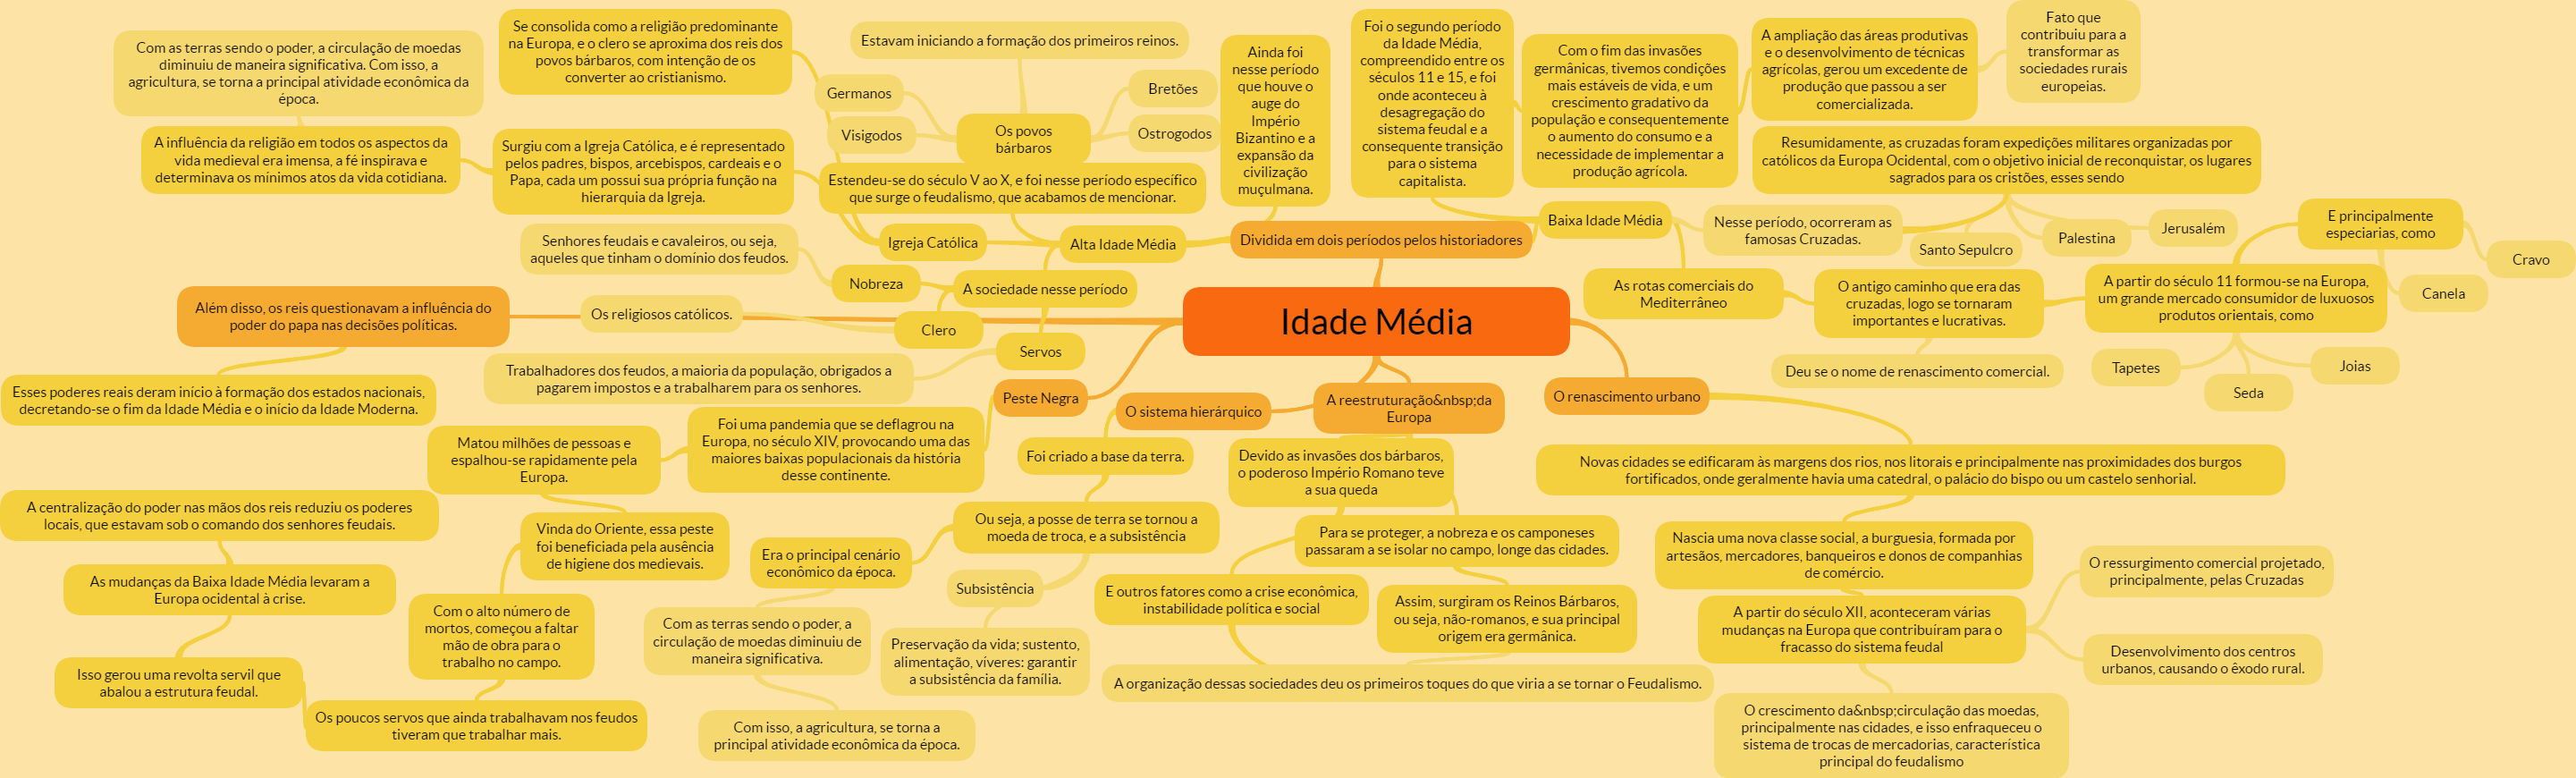 Com as terras sendo o poder, a circulação de moedas
diminuiu de maneira significativa. Com isso, a
agricultura, se torna a principal atividade econômica da
época.
A influência da religião em todos os aspectos da
vida medieval era imensa, a fé inspirava e
determinava os mínimos atos da vida cotidiana.
Se consolida como a religião predominante
na Europa, e o clero se aproxima dos reis dos
povos bárbaros, com intenção de os
converter ao cristianismo.
Surgiu com a Igreja Católica, e é representado
pelos padres, bispos, arcebispos, cardeais e o
Papa, cada um possui sua própria função na
hierarquia da Igreja.
Estavam iniciando a formação dos primeiros reinos.
Germanos
Visigodos
Os povos
bárbaros
Bretões
Ostrogodos
Estendeu-se do século V ao X, e foi nesse período específico
que surge o feudalismo, que acabamos de mencionar.
Ainda foi
nesse período
que houve o
auge do
Império
Bizantino e a
expansão da
civilização
muçulmana.
Foi o segundo período
da Idade Média,
compreendido entre os
séculos 11 e 15, e foi
onde aconteceu à
desagregação do
sistema feudal e a
consequente transição
para o sistema
capitalista.
Com o fim das invasões
germânicas, tivemos condições
mais estáveis de vida, e um
crescimento gradativo da
população e consequentemente
o aumento do consumo e a
necessidade de implementar a
produção agrícola.
A ampliação das áreas produtivas
e o desenvolvimento de técnicas
agrícolas, gerou um excedente de
produção que passou a ser
comercializada.
Fato que
contribuiu para a
transformar as
sociedades rurais
europeias.
Resumidamente, as cruzadas foram expedições militares organizadas por
católicos da Europa Ocidental, com o objetivo inicial de reconquistar, os lugares
sagrados para os cristões, esses sendo
Senhores feudais e cavaleiros, ou seja,
aqueles que tinham o domínio dos feudos.
Igreja Católica
Alta Idade Média
Dividida em dois períodos pelos historiadores
Baixa Idade Média
Nesse período, ocorreram as
famosas Cruzadas.
Santo Sepulcro
Palestina
Jerusalém
E principalmente
especiarias, como
Cravo
Canela
Nobreza
A sociedade nesse período
Além disso, os reis questionavam a influência do
poder do papa nas decisões políticas.
Os religiosos católicos.
Clero
Servos
Idade Média
As rotas comerciais do
Mediterrâneo
O antigo caminho que era das
cruzadas, logo se tornaram
importantes e lucrativas.
A partir do século 11 formou-se na Europa,
um grande mercado consumidor de luxuosos
produtos orientais, como
Deu se o nome de renascimento comercial.
Tapetes
Seda
Joias
Esses poderes reais deram início à formação dos estados nacionais,
decretando-se o fim da Idade Média e o início da Idade Moderna.
Trabalhadores dos feudos, a maioria da população, obrigados a
pagarem impostos e a trabalharem para os senhores.
Peste Negra
O sistema hierárquico
A reestruturação&nbsp;da
Europa
O renascimento urbano
Matou milhões de pessoas e
espalhou-se rapidamente pela
Europa.
Foi uma pandemia que se deflagrou na
Europa, no século XIV, provocando uma das
maiores baixas populacionais da história
desse continente.
Foi criado a base da terra.
Devido as invasões dos bárbaros,
o poderoso Império Romano teve
a sua queda
Novas cidades se edificaram às margens dos rios, nos litorais e principalmente nas proximidades dos burgos
fortificados, onde geralmente havia uma catedral, o palácio do bispo ou um castelo senhorial.
A centralização do poder nas mãos dos reis reduziu os poderes
locais, que estavam sob o comando dos senhores feudais.
Vinda do Oriente, essa peste
foi beneficiada pela ausência
de higiene dos medievais.
Era o principal cenário
econômico da época.
Ou seja, a posse de terra se tornou a
moeda de troca, e a subsistência
Para se proteger, a nobreza e os camponeses
passaram a se isolar no campo, longe das cidades.
Nascia uma nova classe social, a burguesia, formada por
artesãos, mercadores, banqueiros e donos de companhias
de comércio.
O ressurgimento comercial projetado,
principalmente, pelas Cruzadas
As mudanças da Baixa Idade Média levaram a
Europa ocidental à crise.
Com o alto número de
mortos, começou a faltar
mão de obra para o
trabalho no campo.
Com as terras sendo o poder, a
circulação de moedas diminuiu de
maneira significativa.
Subsistência
Preservação da vida; sustento,
alimentação, víveres: garantir
a subsistência da família.
E outros fatores como a crise econômica,
instabilidade política e social
Assim, surgiram os Reinos Bárbaros,
ou seja, não-romanos, e sua principal
origem era germânica.
A partir do século XII, aconteceram várias
mudanças na Europa que contribuíram para o
fracasso do sistema feudal
Desenvolvimento dos centros
urbanos, causando o êxodo rural.
Isso gerou uma revolta servil que
abalou a estrutura feudal.
Os poucos servos que ainda trabalhavam nos feudos
tiveram que trabalhar mais.
Com isso, a agricultura, se torna a
principal atividade econômica da época.
A organização dessas sociedades deu os primeiros toques do que viria a se tornar o Feudalismo.
O crescimento da&nbsp;circulação das moedas,
principalmente nas cidades, e isso enfraqueceu o
sistema de trocas de mercadorias, característica
principal do feudalismo